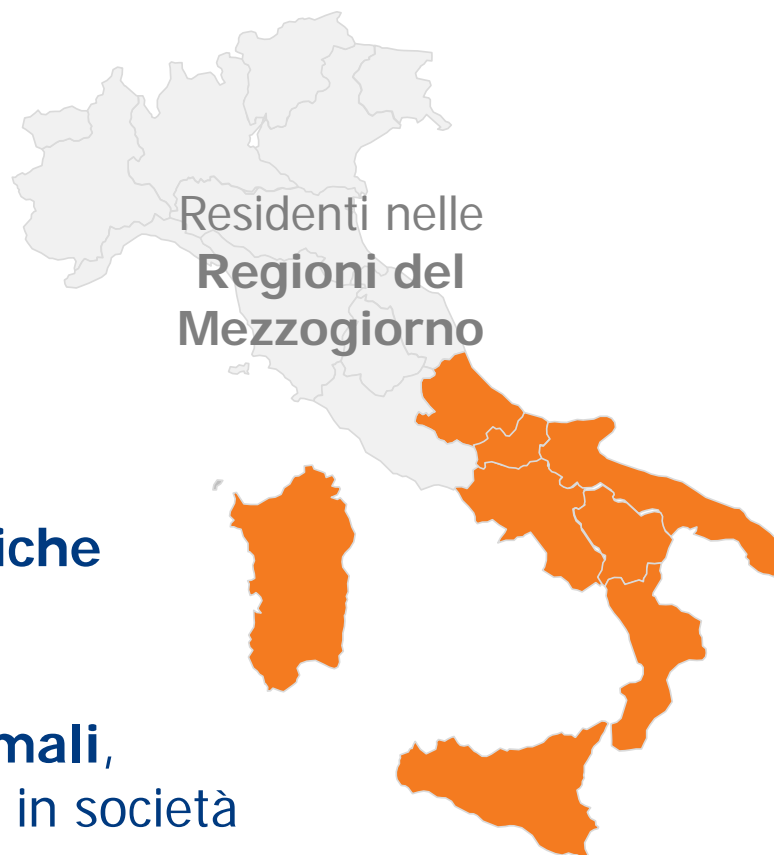 Residenti nelle
Regioni del
Mezzogiorno
iche
mali,
in società